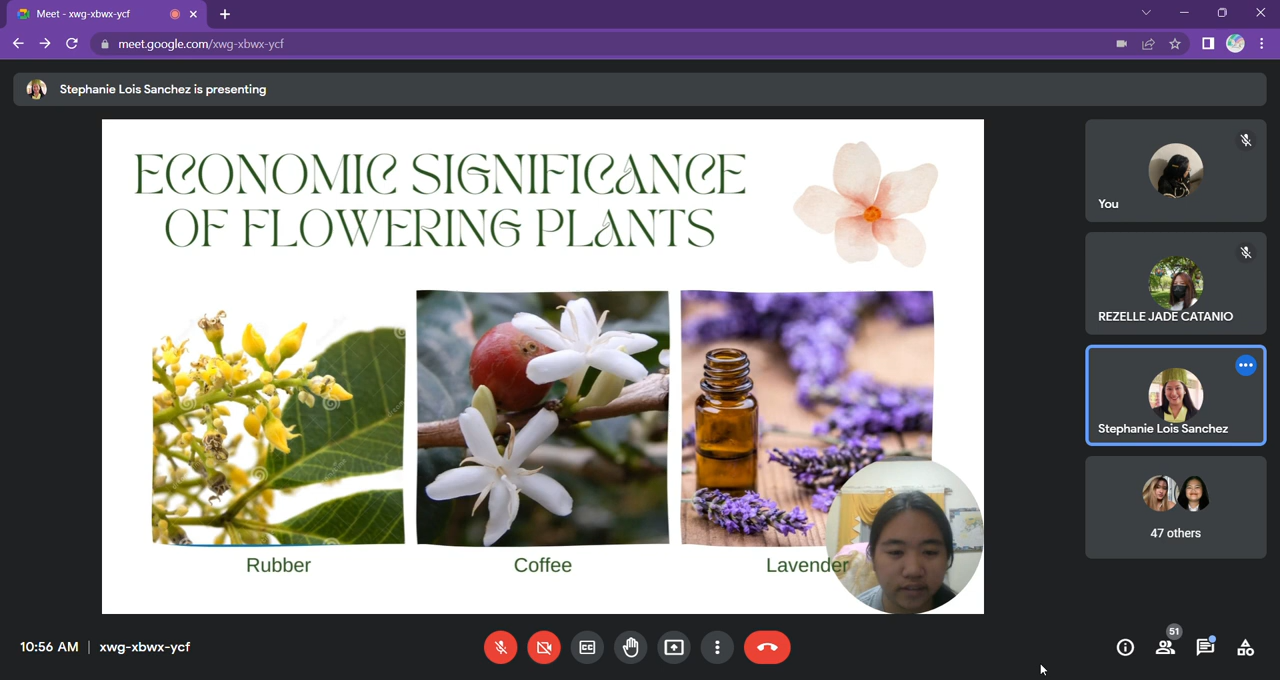 Meet - xwg-xbwx-ycf
meet.google.com/xwg-xbwx-ycf
Stephanie Lois Sanchez is presenting
ECONOMIC SIGNIFICANCE
OF FLOWERING PLANTS
Rubber
Coffee
Lavender
You
REZELLE JADE CATANIO
Stephanie Lois Sanchez
47 others
10:56 AM | xwg-xbwx-ycf
CC
51